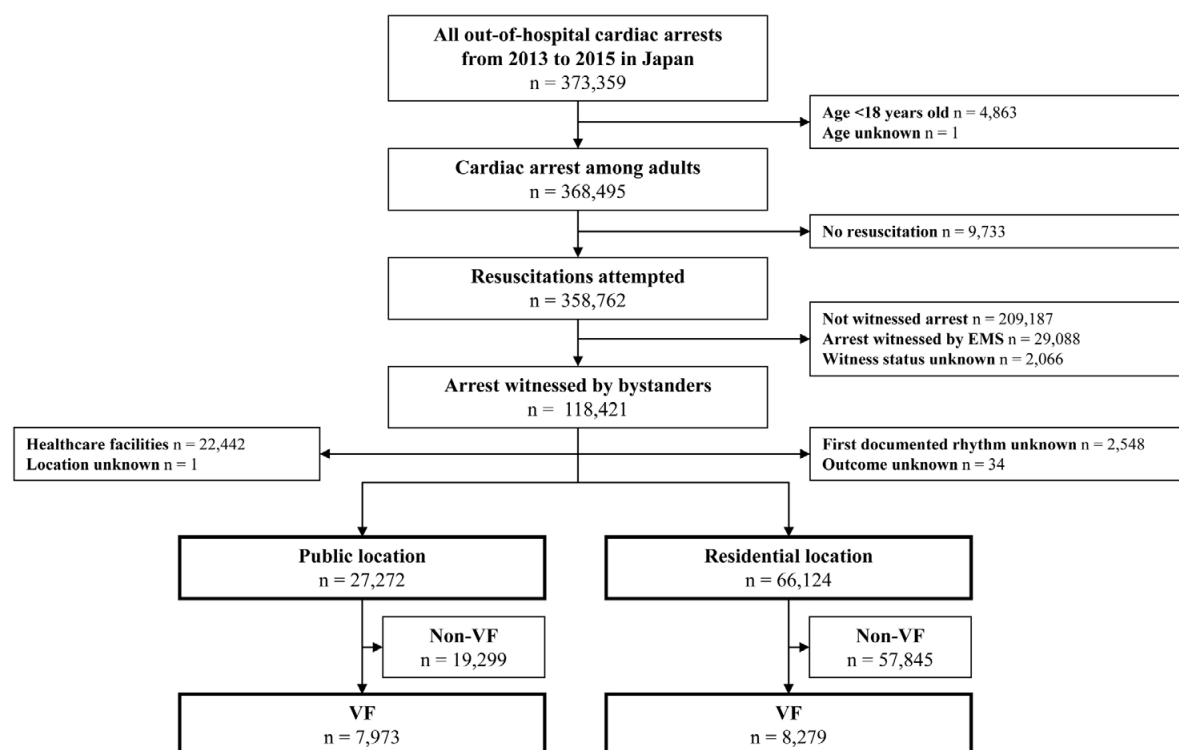 All out-of-hospital cardiac arrests
from 2013 to 2015 in Japan
n = 373,359
Age <18 years old n = 4,863
Age unknown n = 1
Cardiac arrest among adults
n = 368,495
No resuscitation n = 9,733
Resuscitations attempted
n = 358,762
Not witnessed arrest n = 209,187
Arrest witnessed by EMS n = 29,088
Witness status unknown n = 2,066
Arrest witnessed by bystanders
n = 118,421
Healthcare facilities n = 22,442
Location unknown n = 1
First documented rhythm unknown n = 2,548
Outcome unknown n = 34
Public location
n = 27,272
Residential location
n = 66,124
Non-VF
n = 19,299
Non-VF
n = 57,845
VF
n = 7,973
VF
n = 8,279